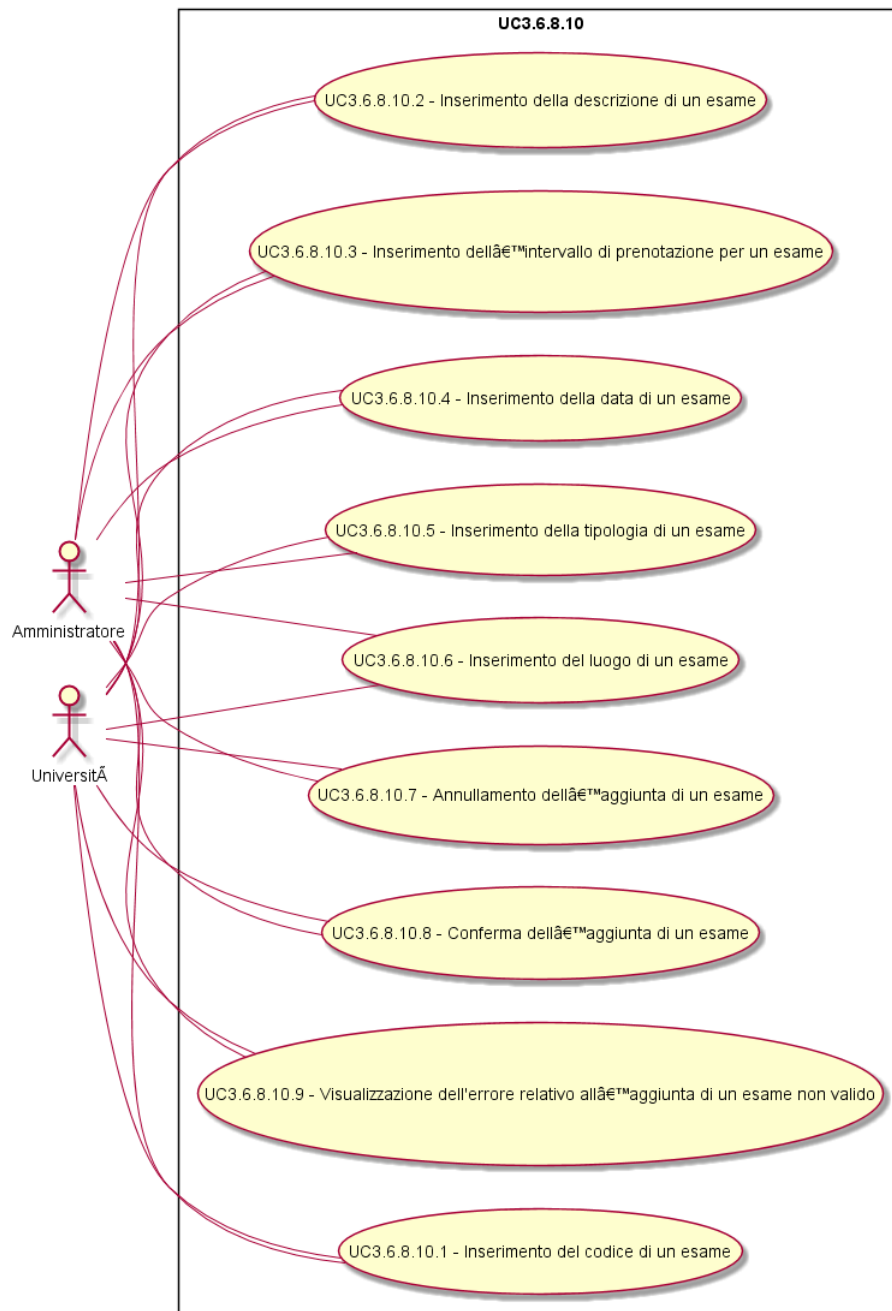 UC3.6.8.10
UC3.6.8.10.2 - Inserimento della descrizione di un esame
UC3.6.8.10.3 - Inserimento dellâ€™intervallo di prenotazione per un esame
UC3.6.8.10.4 - Inserimento della data di un esame
UC3.6.8.10.5 - Inserimento della tipologia di un esame
Amministratore
UC3.6.8.10.6 - Inserimento del luogo di un esame
UniversitÃ
UC3.6.8.10.7 - Annullamento dellâ€™aggiunta di un esame
UC3.6.8.10.8 - Conferma dellâ€™aggiunta di un esame
UC3.6.8.10.9 - Visualizzazione dell'errore relativo allâ€™aggiunta di un esame non valido
UC3.6.8.10.1 - Inserimento del codice di un esame